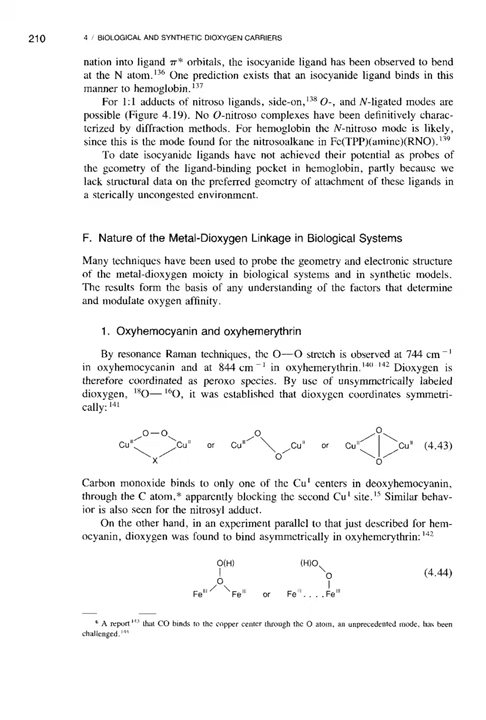 210
4 / BIOLOGICAL AND SYNTHETIC DIOXYGEN CARRIERS
nation into ligand π* orbitals, the isocyanide ligand has been observed to bend
at the N atom.136 One prediction exists that an isocyanide ligand binds in this
manner to hemoglobin.137
For 1:1 adducts of nitroso ligands, side-on,138 O-, and N-ligated modes are
possible (Figure 4.19). No O-nitroso complexes have been definitively charac-
terized by diffraction methods. For hemoglobin the N-nitroso mode is likely,
since this is the mode found for the nitrosoalkane in Fe(TPP)(amine)(RNO).139
To date isocyanide ligands have not achieved their potential as probes of
the geometry of the ligand-binding pocket in hemoglobin, partly because we
lack structural data on the preferred geometry of attachment of these ligands in
a sterically uncongested environment.
F. Nature of the Metal-Dioxygen Linkage in Biological Systems
Many techniques have been used to probe the geometry and electronic structure
of the metal-dioxygen moiety in biological systems and in synthetic models.
The results form the basis of any understanding of the factors that determine
and modulate oxygen affinity.
1. Oxyhemocyanin and oxyhemerythrin
By resonance Raman techniques, the O—O stretch is observed at 744 cm−1
in oxyhemocyanin and at 844 cm−1 in oxyhemerythrin.140-142 Dioxygen is
therefore coordinated as peroxo species. By use of unsymmetrically labeled
dioxygen, 18O—16O, it was established that dioxygen coordinates symmetri-
cally:141
O—O O O
CuII CuII or CuII CuII or CuII CuII (4.43)
X O O
Carbon monoxide binds to only one of the CuI centers in deoxyhemocyanin,
through the C atom,* apparently blocking the second CuI site.15 Similar behav-
ior is also seen for the nitrosyl adduct.
On the other hand, in an experiment parallel to that just described for hem-
ocyanin, dioxygen was found to bind asymmetrically in oxyhemerythrin:142
O(H) (H)O
O O (4.44)
FeIII FeIII or FeIII....FeIII
* A report that CO binds to the copper center through the O atom, an unprecedented mode, has been
challenged.